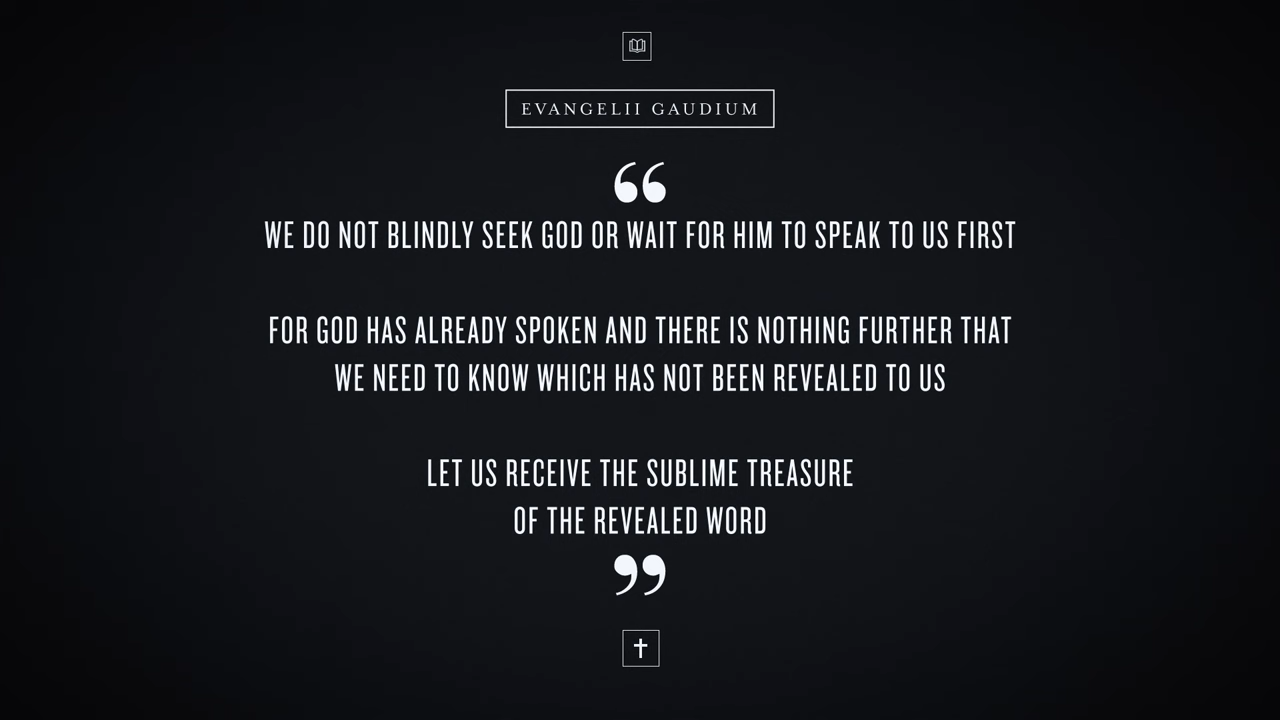 EVANGELII GAUDIUM
“
WE DO NOT BLINDLY SEEK GOD OR WAIT FOR HIM TO SPEAK TO US FIRST
FOR GOD HAS ALREADY SPOKEN AND THERE IS NOTHING FURTHER THAT
WE NEED TO KNOW WHICH HAS NOT BEEN REVEALED TO US
LET US RECEIVE THE SUBLIME TREASURE
OF THE REVEALED WORD
”